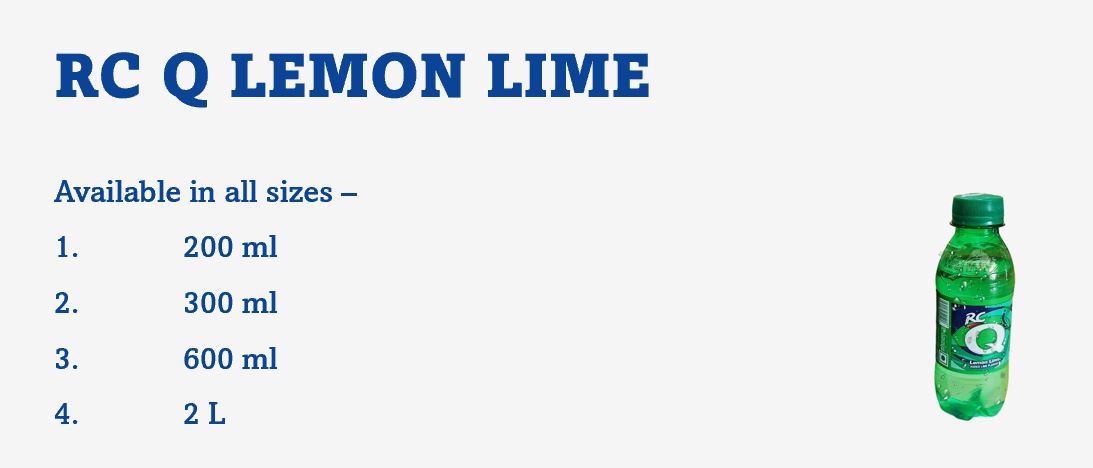 RC Q LEMON LIME
Available in all sizes –
1. 200 ml
2. 300 ml
3. 600 ml
4. 2 L
RC
Q
Lemon Lime